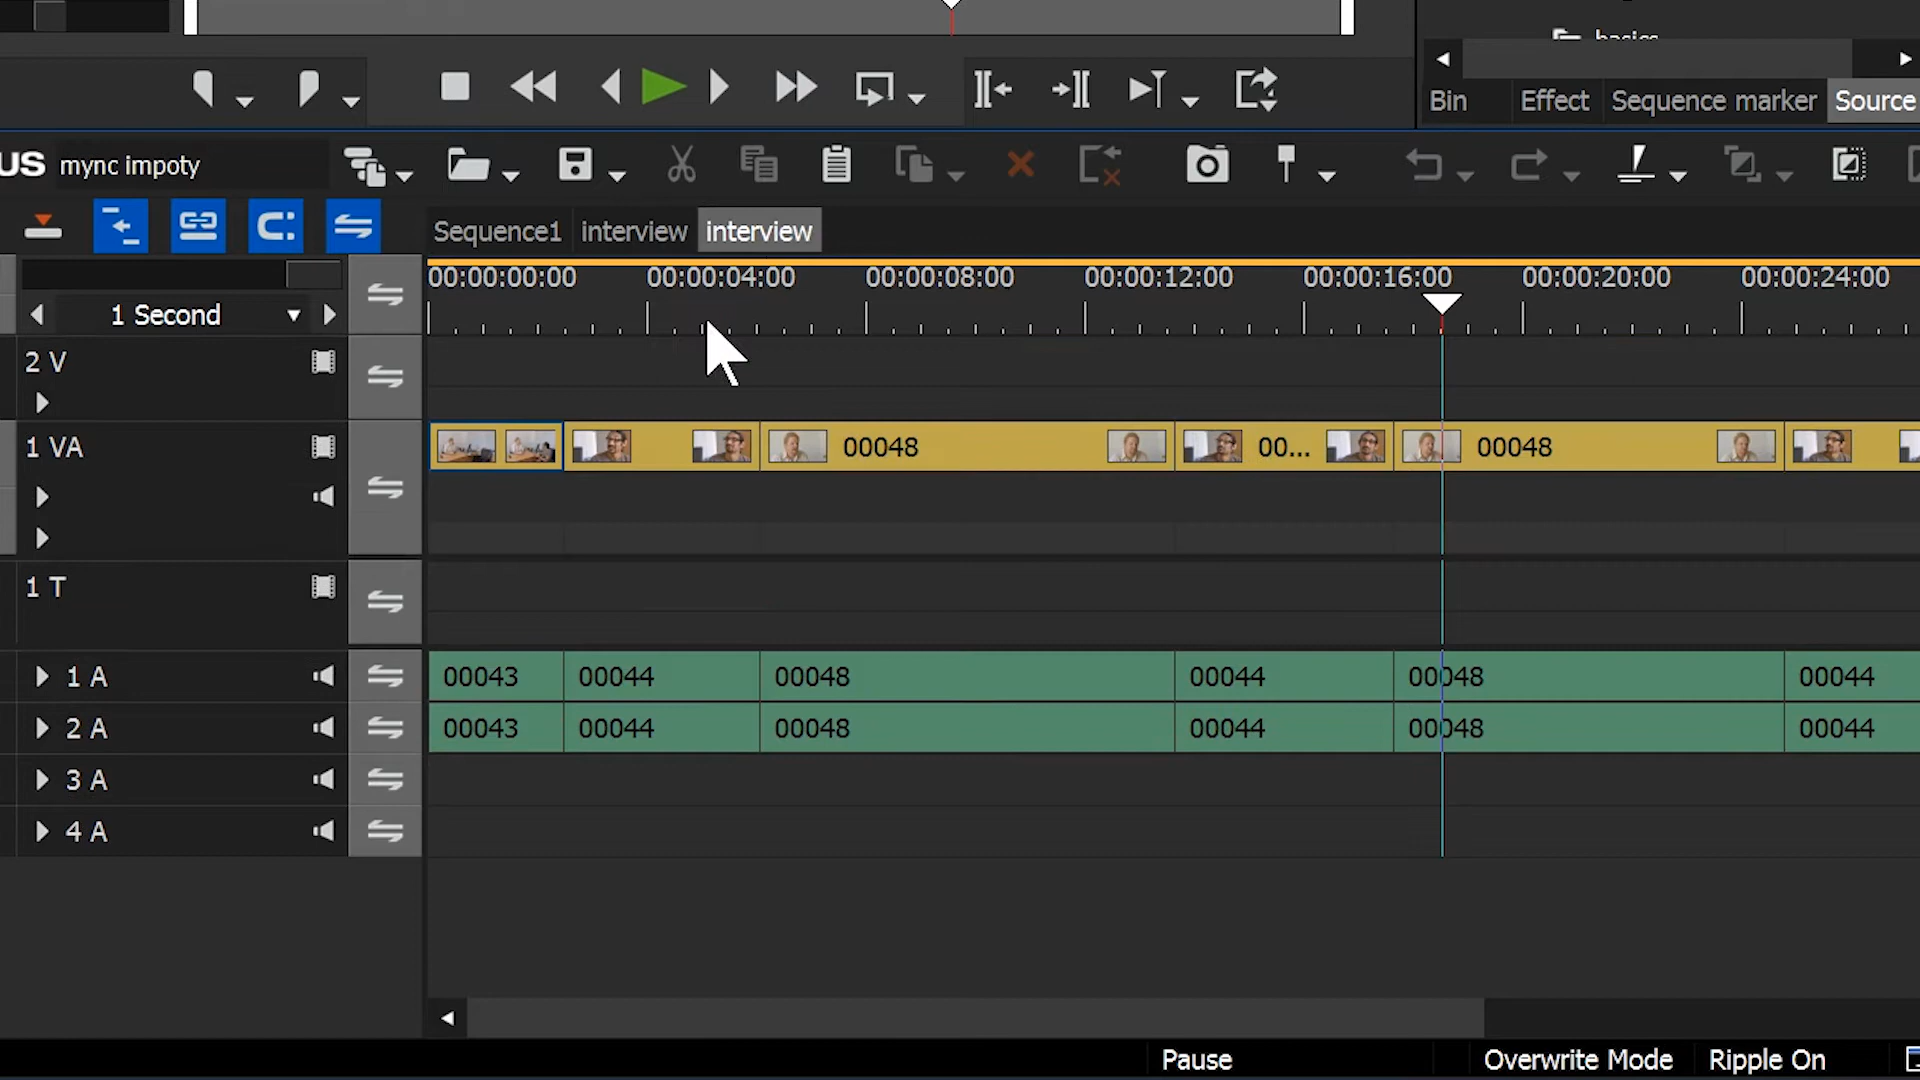 basics
Bin Effect Sequence marker Source
US mync impoty
Sequence1 interview interview
00:00:00:00 00:00:04:00 00:00:08:00 00:00:12:00 00:00:16:00 00:00:20:00 00:00:24:00
1 Second
2 V
1 VA 00048 00... 00048
1 T
1 A 00043 00044 00048 00044 00048 00044
2 A 00043 00044 00048 00044 00048 00044
3 A
4 A
Pause Overwrite Mode Ripple On